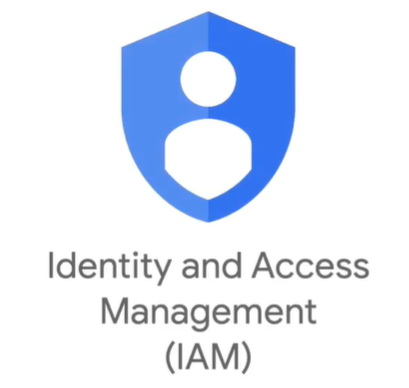 Identity and Access
Management
(IAM)